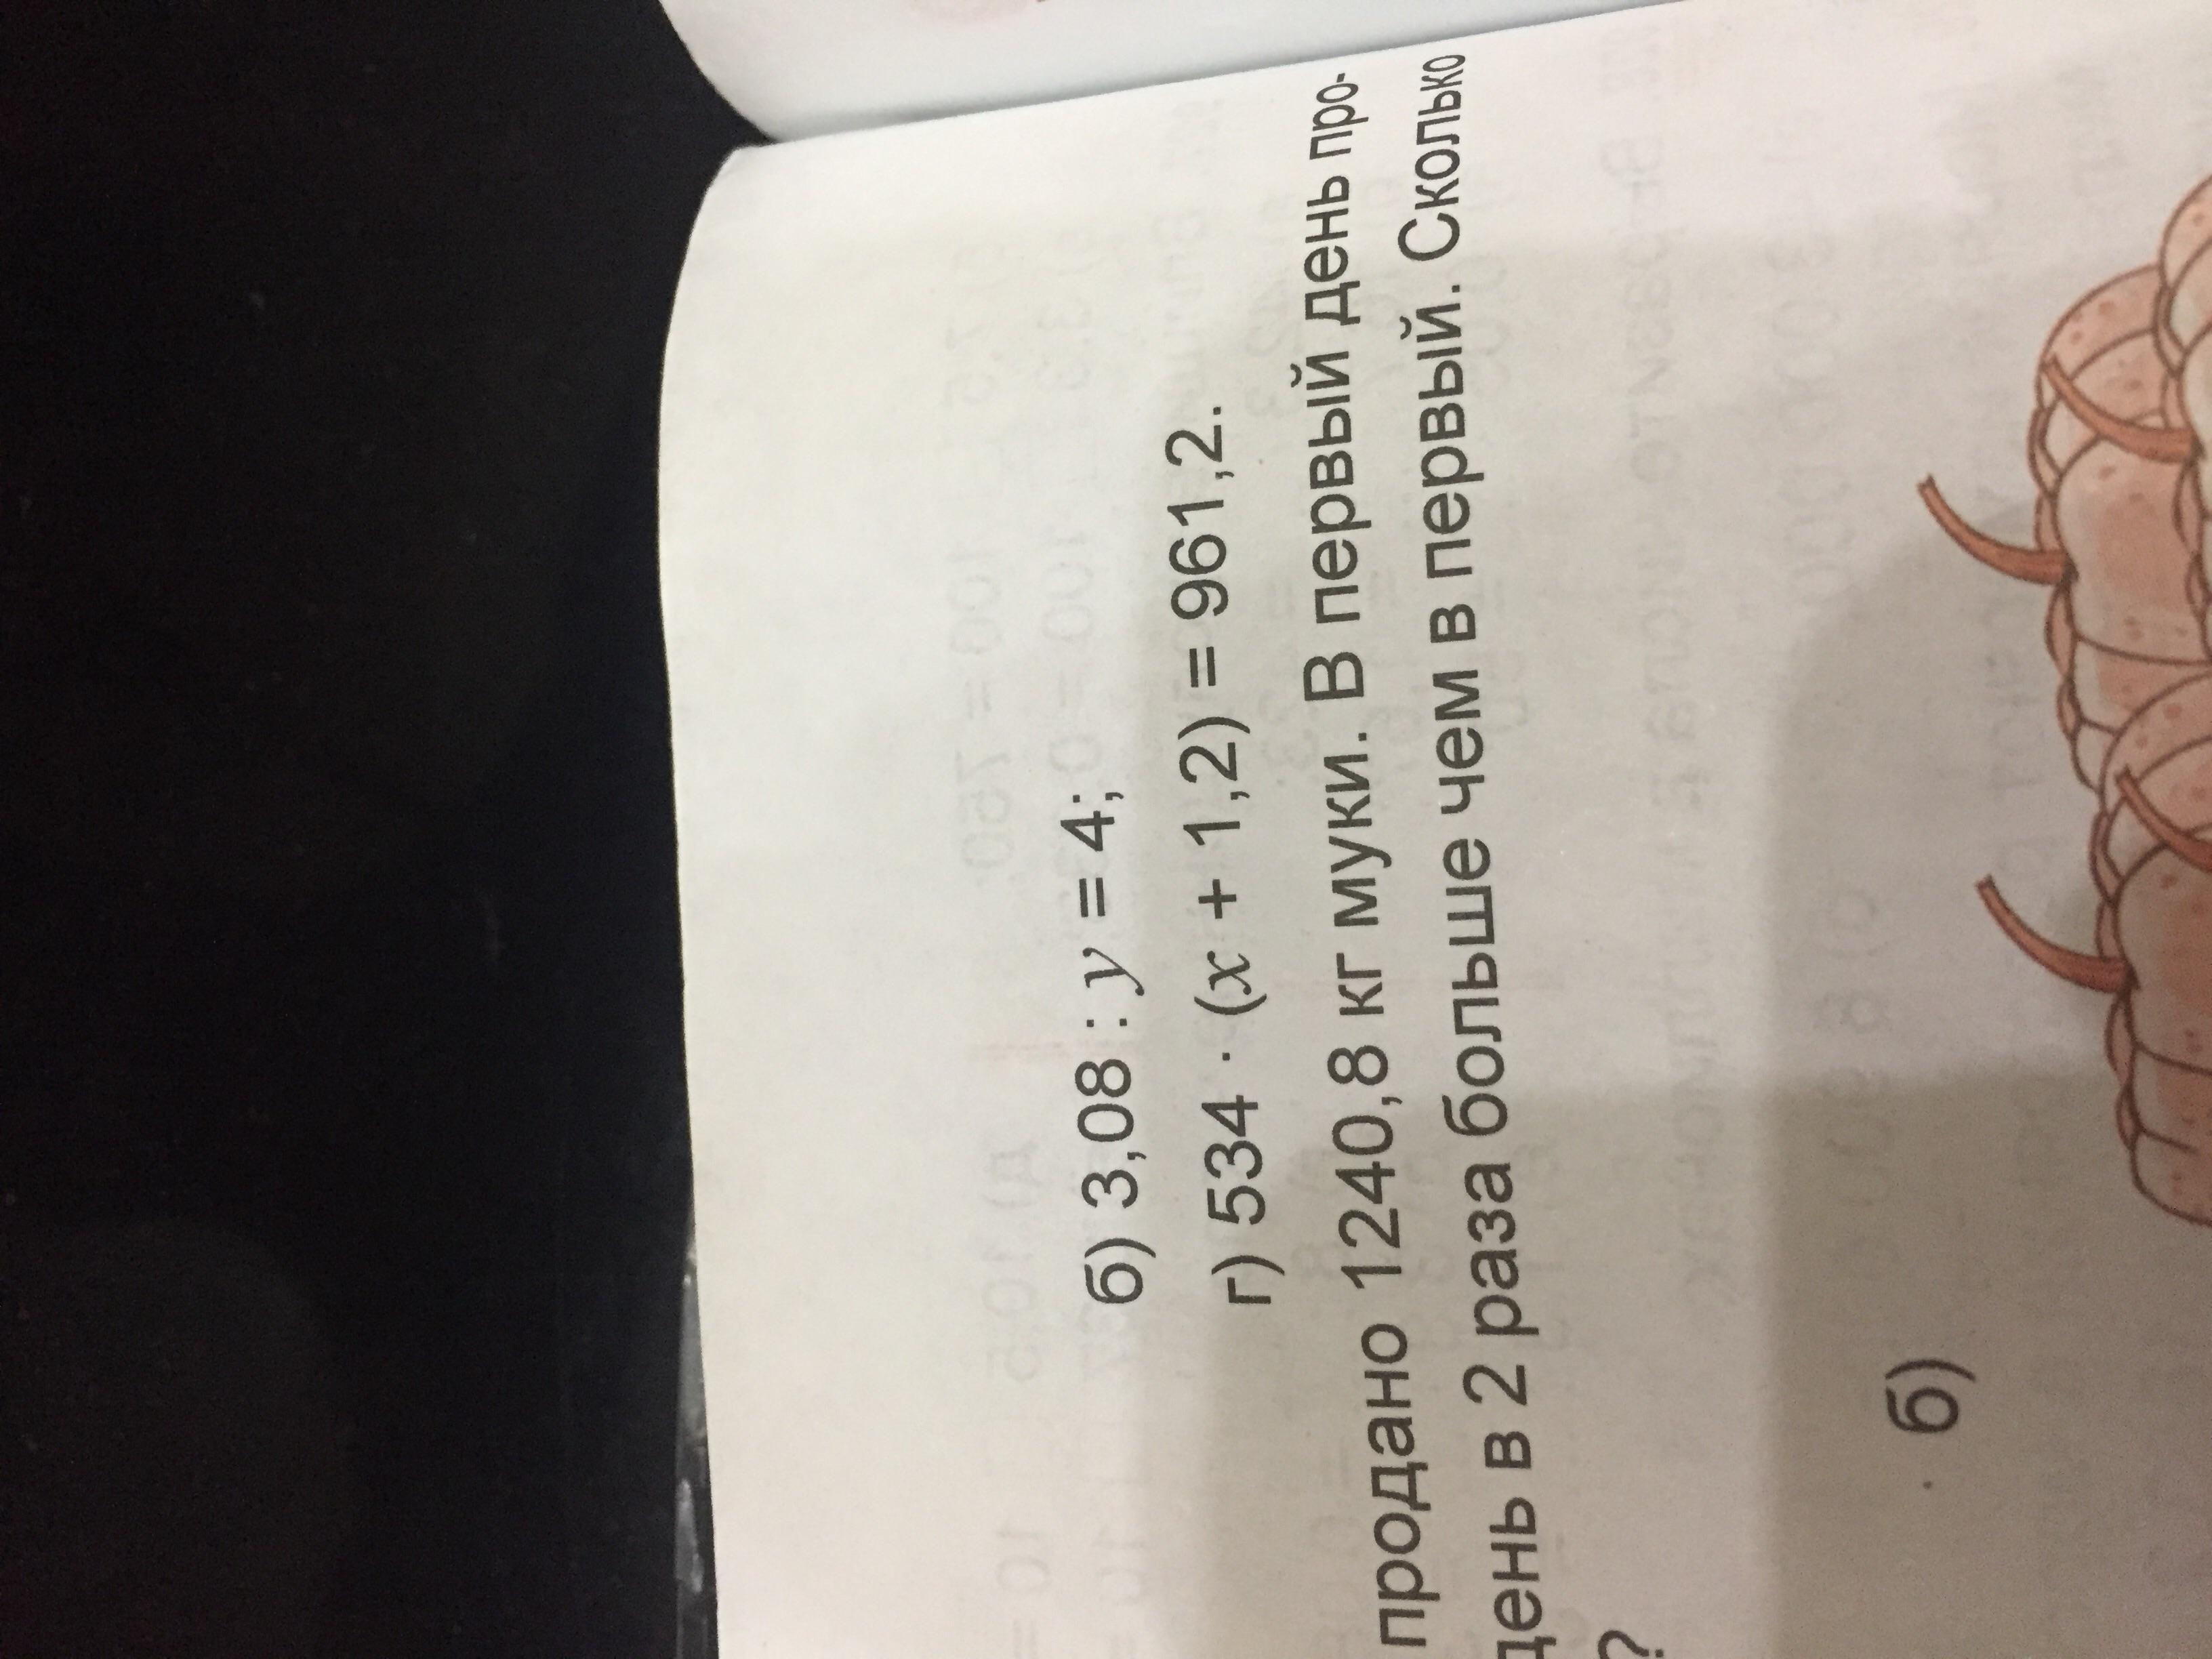 б) 3,08 : y = 4;
г) 534 · (x + 1,2) = 961,2.
продано 1240,8 кг муки. В первый день про-
день в 2 раза больше чем в первый. Сколько
?
б)